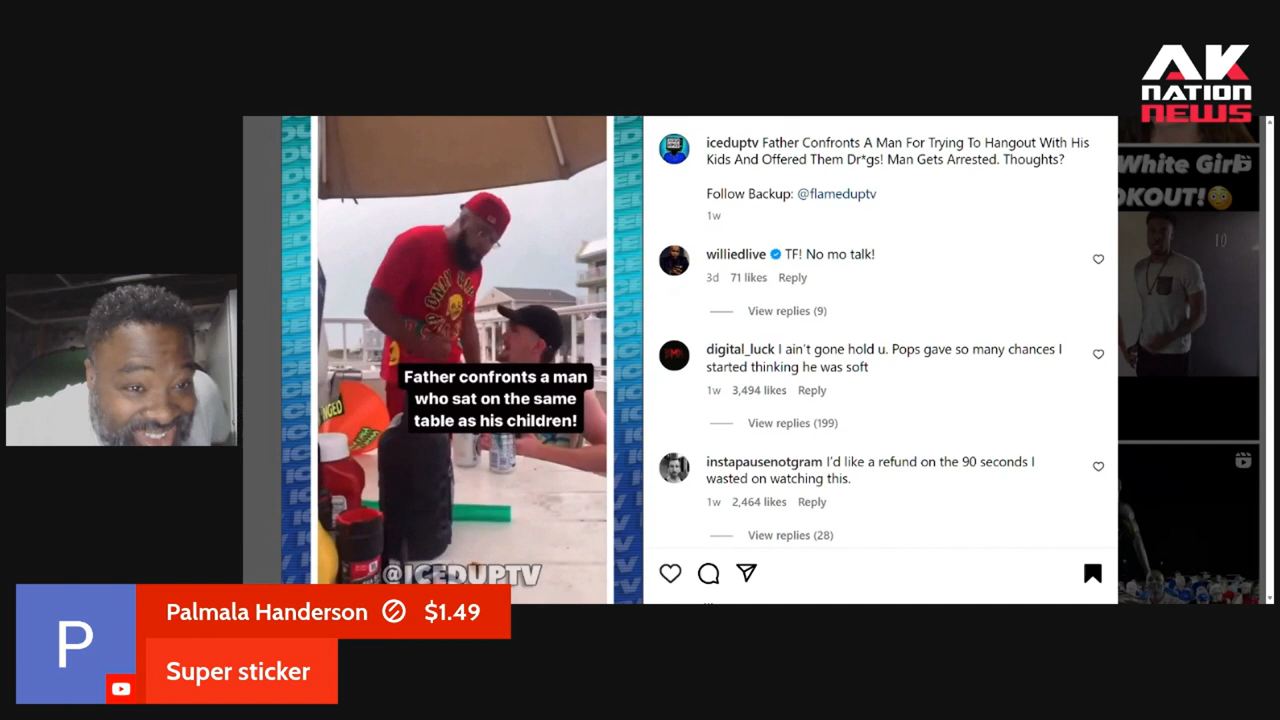 AK
NATION
NEWS
iceduptv Father Confronts A Man For Trying To Hangout With His
Kids And Offered Them Dr*gs! Man Gets Arrested. Thoughts?
Follow Backup: @flameduptv
1w
williedlive TF! No mo talk!
3d 71 likes Reply
View replies (9)
digital_luck I ain't gone hold u. Pops gave so many chances I
started thinking he was soft
1w 3,494 likes Reply
View replies (199)
instapausenotgram I'd like a refund on the 90 seconds I
wasted on watching this.
1w 2,464 likes Reply
View replies (28)
White Girl
OKOUT!
Father confronts a man
who sat on the same
table as his children!
@ICEDUPTV
P
Palmala Handerson $1.49
Super sticker